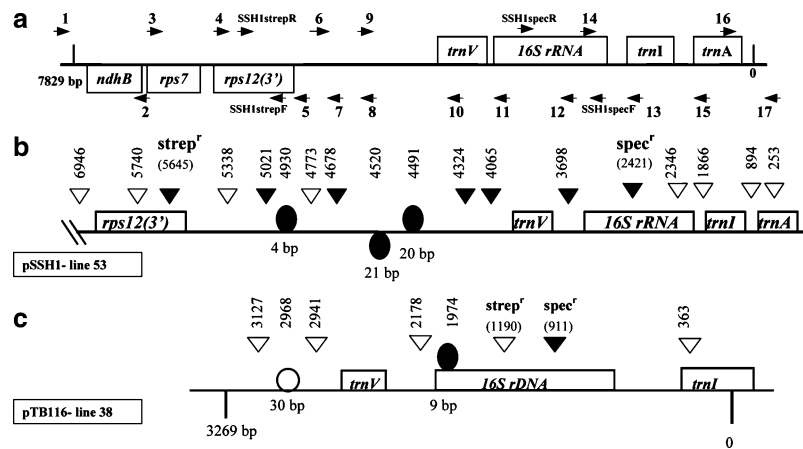 a
1 3 4 SSH1strepR 6 9 SSH1specR 14 16
trnV 16S rRNA trnI trnA
7829 bp ndhB rps7 rps12(3') 0
2 SSH1strepF 5 7 8 10 11 12 SSH1specF 13 15 17
b
strep^r spec^r
6946 5740 (5645) 5338 5021 4930 4773 4678 4520 4491 4324 4065 3698 (2421) 2346 1866 894 253
rps12(3') trnV 16S rRNA trnI trnA
4 bp 21 bp 20 bp
pSSH1- line 53
c
3127 2968 2941 2178 1974 strep^r (1190) spec^r (911) 363
trnV 16S rDNA trnI
pTB116- line 38
30 bp 9 bp
3269 bp 0